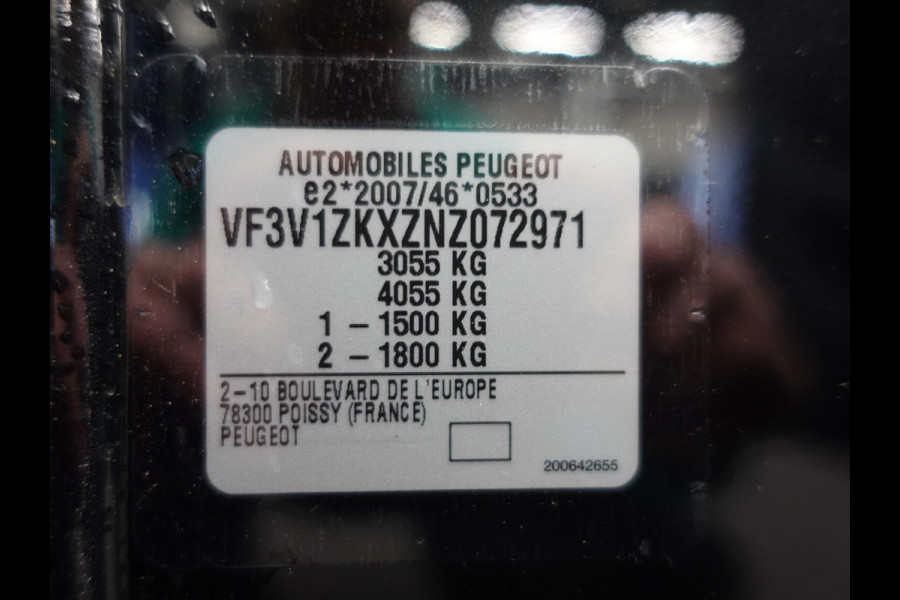 AUTOMOBILES PEUGEOT
e2*2007/46*0533
VF3V1ZKXZNZ072971
3055 KG
4055 KG
1 – 1500 KG
2 – 1800 KG
2–10 BOULEVARD DE L'EUROPE
78300 POISSY (FRANCE)
PEUGEOT
200642655